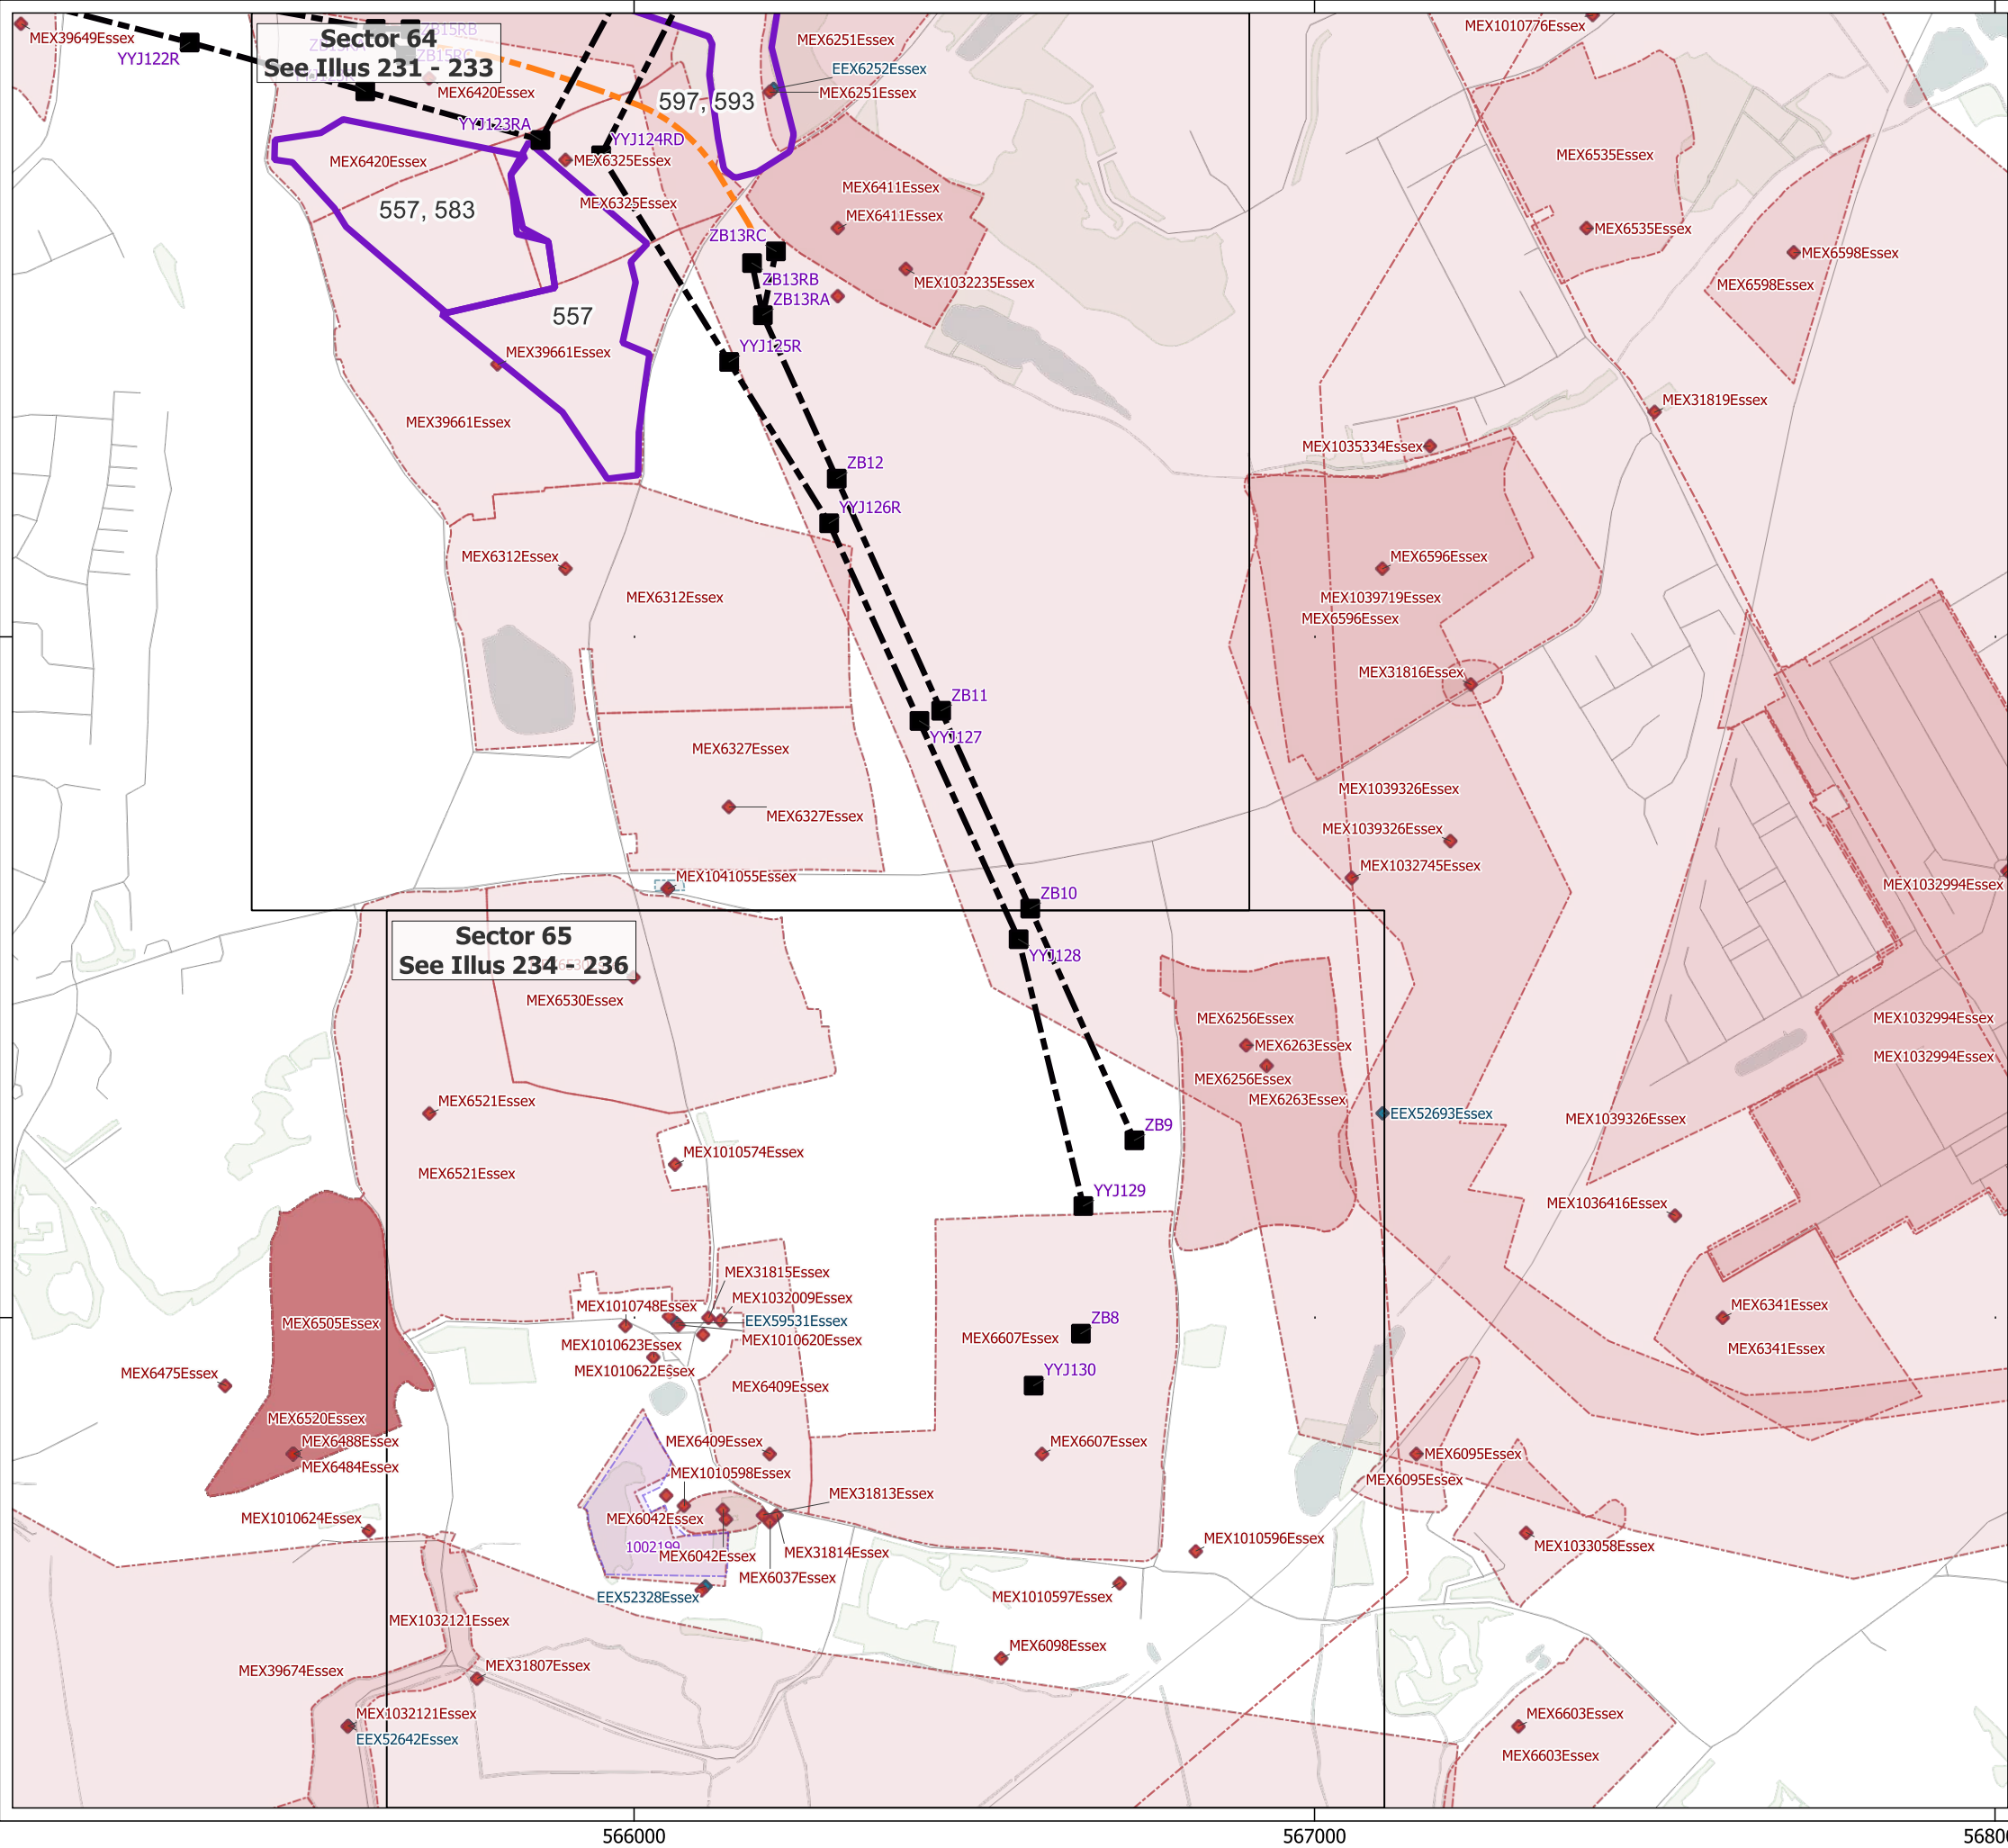 MEX39649Essex
YYJ122R
Sector 64
See Illus 231 - 233
ZB15RB
ZB15RC
MEX6420Essex
MEX6251Essex
EEX6252Essex
MEX6251Essex
597, 593
MEX1010776Essex
YYJ123RA
YYJ124RD
MEX6420Essex
MEX6325Essex
MEX6325Essex
557, 583
MEX6411Essex
MEX6411Essex
MEX6535Essex
MEX6535Essex
MEX6598Essex
MEX6598Essex
ZB13RC
ZB13RB
ZB13RA
MEX1032235Essex
557
YYJ125R
MEX39661Essex
MEX39661Essex
MEX31819Essex
MEX1035334Essex
ZB12
YYJ126R
MEX6312Essex
MEX6312Essex
MEX6596Essex
MEX1039719Essex
MEX6596Essex
MEX31816Essex
ZB11
YYJ127
MEX6327Essex
MEX6327Essex
MEX1039326Essex
MEX1039326Essex
MEX1032745Essex
MEX1041055Essex
MEX1032994Essex
ZB10
Sector 65
See Illus 234 - 236
YYJ128
MEX6530Essex
MEX6256Essex
MEX6263Essex
MEX6256Essex
MEX6263Essex
MEX1032994Essex
MEX1032994Essex
MEX6521Essex
MEX6521Essex
EEX52693Essex
MEX1039326Essex
ZB9
MEX1010574Essex
YYJ129
MEX1036416Essex
MEX31815Essex
MEX1032009Essex
MEX1010748Essex
EEX59531Essex
MEX1010620Essex
MEX1010623Essex
MEX1010622Essex
MEX6505Essex
MEX6475Essex
ZB8
MEX6607Essex
YYJ130
MEX6341Essex
MEX6341Essex
MEX6409Essex
MEX6520Essex
MEX6488Essex
MEX6484Essex
MEX6409Essex
MEX6607Essex
MEX6095Essex
MEX6095Essex
MEX1010598Essex
MEX31813Essex
MEX1010624Essex
MEX6042Essex
1002199
MEX6042Essex
MEX31814Essex
MEX6037Essex
MEX1010596Essex
MEX1033058Essex
EEX52328Essex
MEX1010597Essex
MEX1032121Essex
MEX6098Essex
MEX39674Essex
MEX31807Essex
MEX1032121Essex
EEX52642Essex
MEX6603Essex
MEX6603Essex
566000
567000